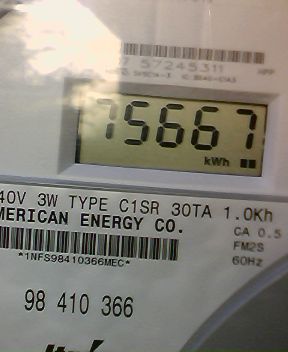 57245311
75667
kWh
40V 3W TYPE C1SR 30TA 1.0Kh
MERICAN ENERGY CO.
CA 0.5
*1NFS98410366MEC*
FM2S
60Hz
98 410 366